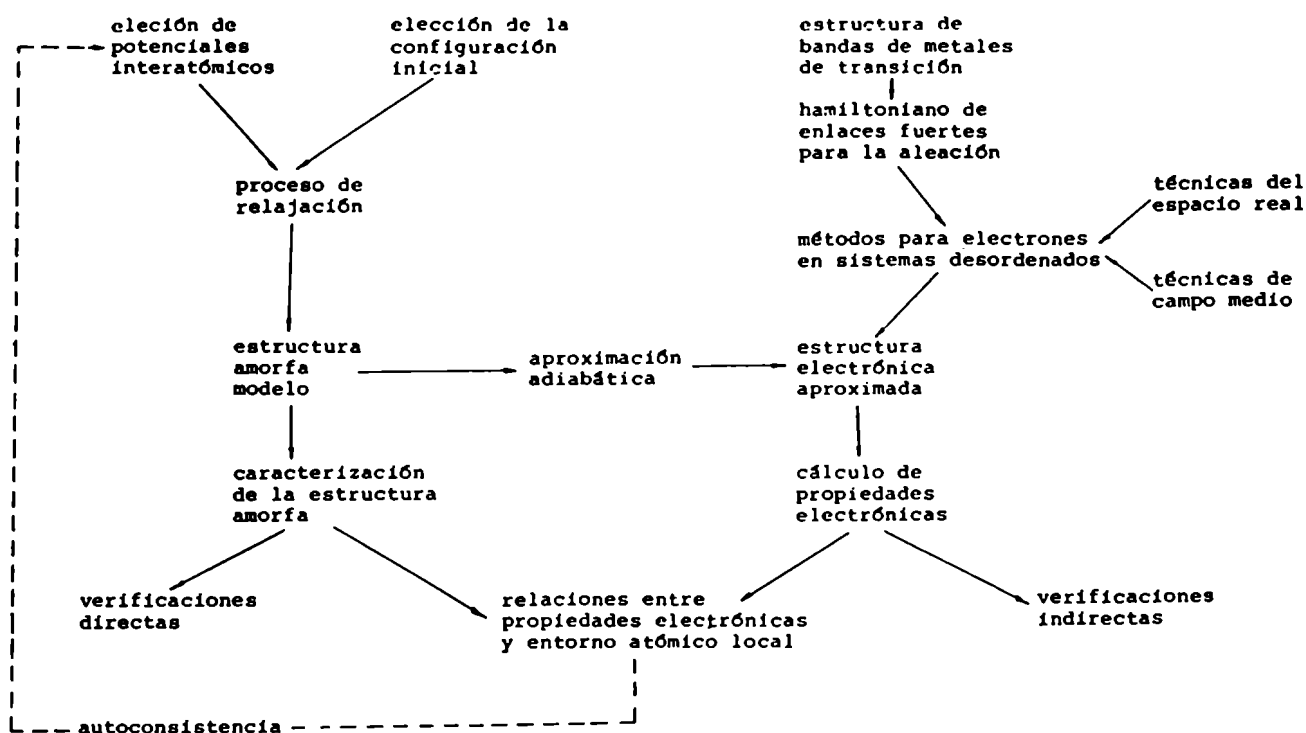 eleción de
potenciales
interatómicos
elección de la
configuración
inicial
estructura de
bandas de metales
de transición
hamiltoniano de
enlaces fuertes
para la aleación
proceso de
relajación
técnicas del
espacio real
métodos para electrones
en sistemas desordenados
técnicas de
campo medio
estructura
amorfa
modelo
aproximación
adiabática
estructura
electrónica
aproximada
caracterización
de la estructura
amorfa
cálculo de
propiedades
electrónicas
verificaciones
directas
relaciones entre
propiedades electrónicas
y entorno atómico local
verificaciones
indirectas
autoconsistencia